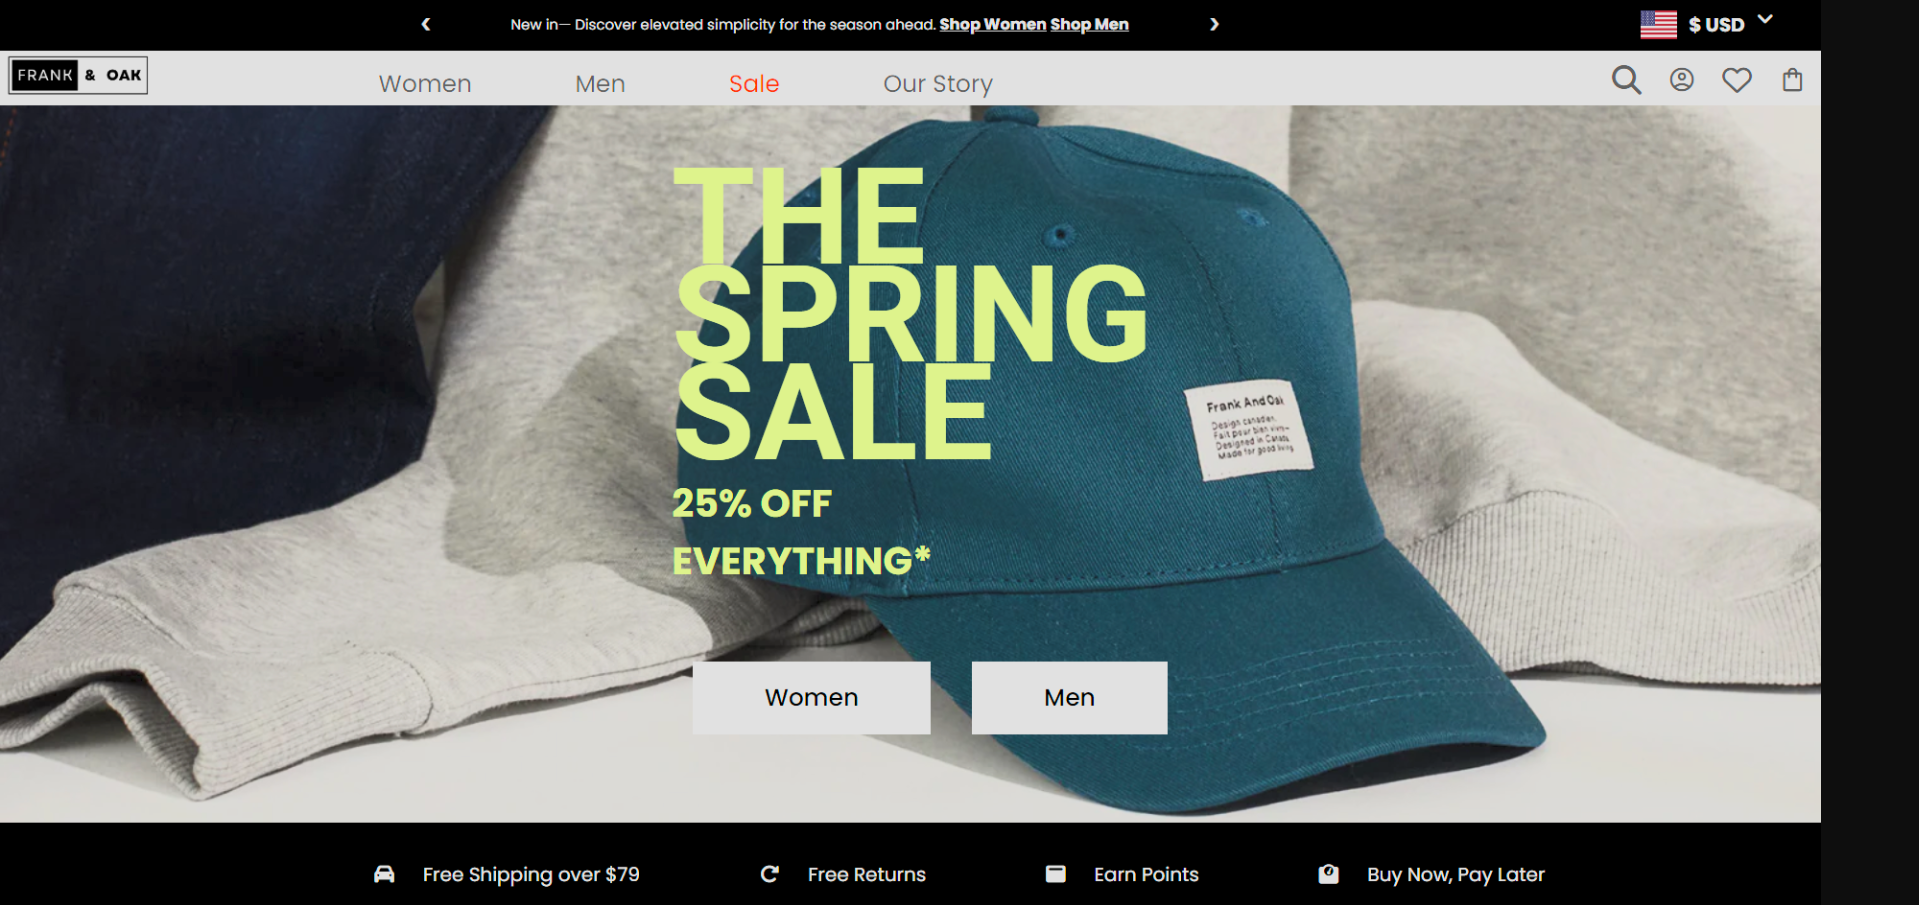 New in— Discover elevated simplicity for the season ahead. Shop Women Shop Men
$ USD
FRANK & OAK
Women Men Sale Our Story
THE
SPRING
SALE
25% OFF
EVERYTHING*
Frank And Oak
Design canadien.
Fait pour bien vivre—
Designed in Canada.
Made for good living.
Women Men
Free Shipping over $79 Free Returns Earn Points Buy Now, Pay Later